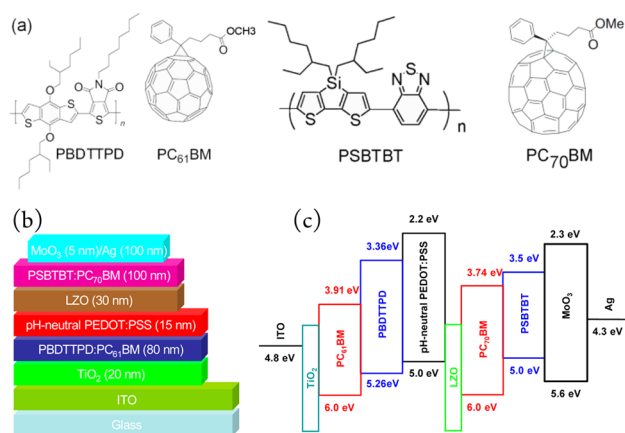 (a)
OCH3
O
O
N
O
O
O
S
S
S
n
PBDTTPD
PC61BM
Si
S
S
N
S
N
n
PSBTBT
OMe
O
PC70BM
(b)
MoO3 (5 nm)/Ag (100 nm)
PSBTBT:PC70BM (100 nm)
LZO (30 nm)
pH-neutral PEDOT:PSS (15 nm)
PBDTTPD:PC61BM (80 nm)
TiO2 (20 nm)
ITO
Glass
(c)
2.2 eV
2.3 eV
3.36eV
3.5 eV
3.91 eV
3.74 eV
ITO
4.8 eV
TiO2
PC61BM
PBDTTPD
pH-neutral PEDOT:PSS
LZO
PC70BM
PSBTBT
MoO3
Ag
4.3 eV
5.26eV
5.0 eV
5.0 eV
5.6 eV
6.0 eV
6.0 eV